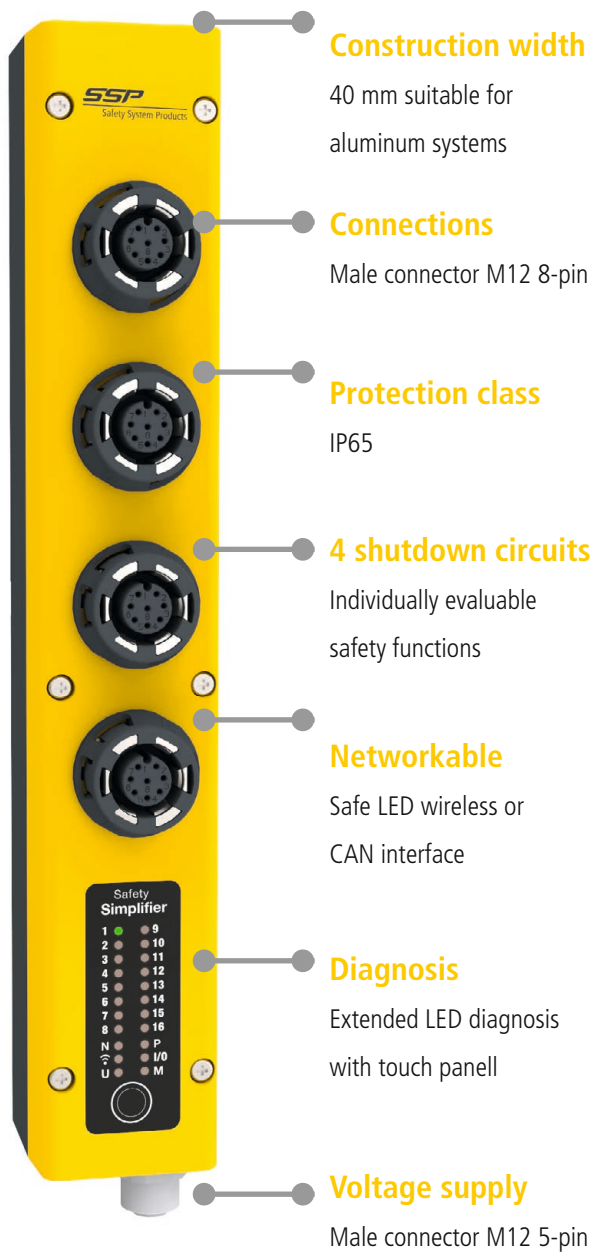 SSP
Safety System Products
Construction width
40 mm suitable for
aluminum systems
Connections
Male connector M12 8-pin
Protection class
IP65
4 shutdown circuits
Individually evaluable
safety functions
Networkable
Safe LED wireless or
CAN interface
Safety
Simplifier
1 9
2 10
3 11
4 12
5 13
6 14
7 15
8 16
N P
I/0
U M
Diagnosis
Extended LED diagnosis
with touch panell
Voltage supply
Male connector M12 5-pin